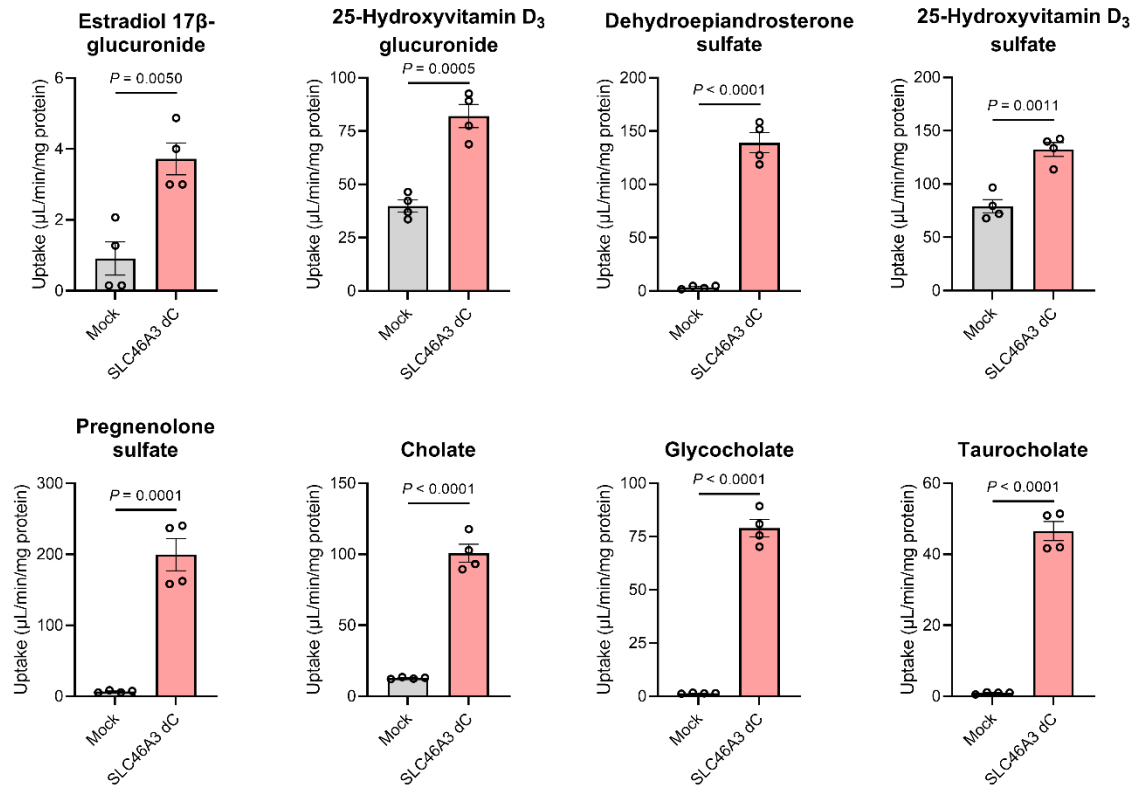 Estradiol 17β-
glucuronide
P = 0.0050
Uptake (µL/min/mg protein)
6
4
2
0
Mock
SLC46A3 dC
25-Hydroxyvitamin D₃
glucuronide
P = 0.0005
Uptake (µL/min/mg protein)
100
75
50
25
0
Mock
SLC46A3 dC
Dehydroepiandrosterone
sulfate
P < 0.0001
Uptake (µL/min/mg protein)
200
150
100
50
0
Mock
SLC46A3 dC
25-Hydroxyvitamin D₃
sulfate
P = 0.0011
Uptake (µL/min/mg protein)
200
150
100
50
0
Mock
SLC46A3 dC
Pregnenolone
sulfate
P = 0.0001
Uptake (µL/min/mg protein)
300
200
100
0
Mock
SLC46A3 dC
Cholate
P < 0.0001
Uptake (µL/min/mg protein)
150
100
50
0
Mock
SLC46A3 dC
Glycocholate
P < 0.0001
Uptake (µL/min/mg protein)
100
75
50
25
0
Mock
SLC46A3 dC
Taurocholate
P < 0.0001
Uptake (µL/min/mg protein)
60
40
20
0
Mock
SLC46A3 dC